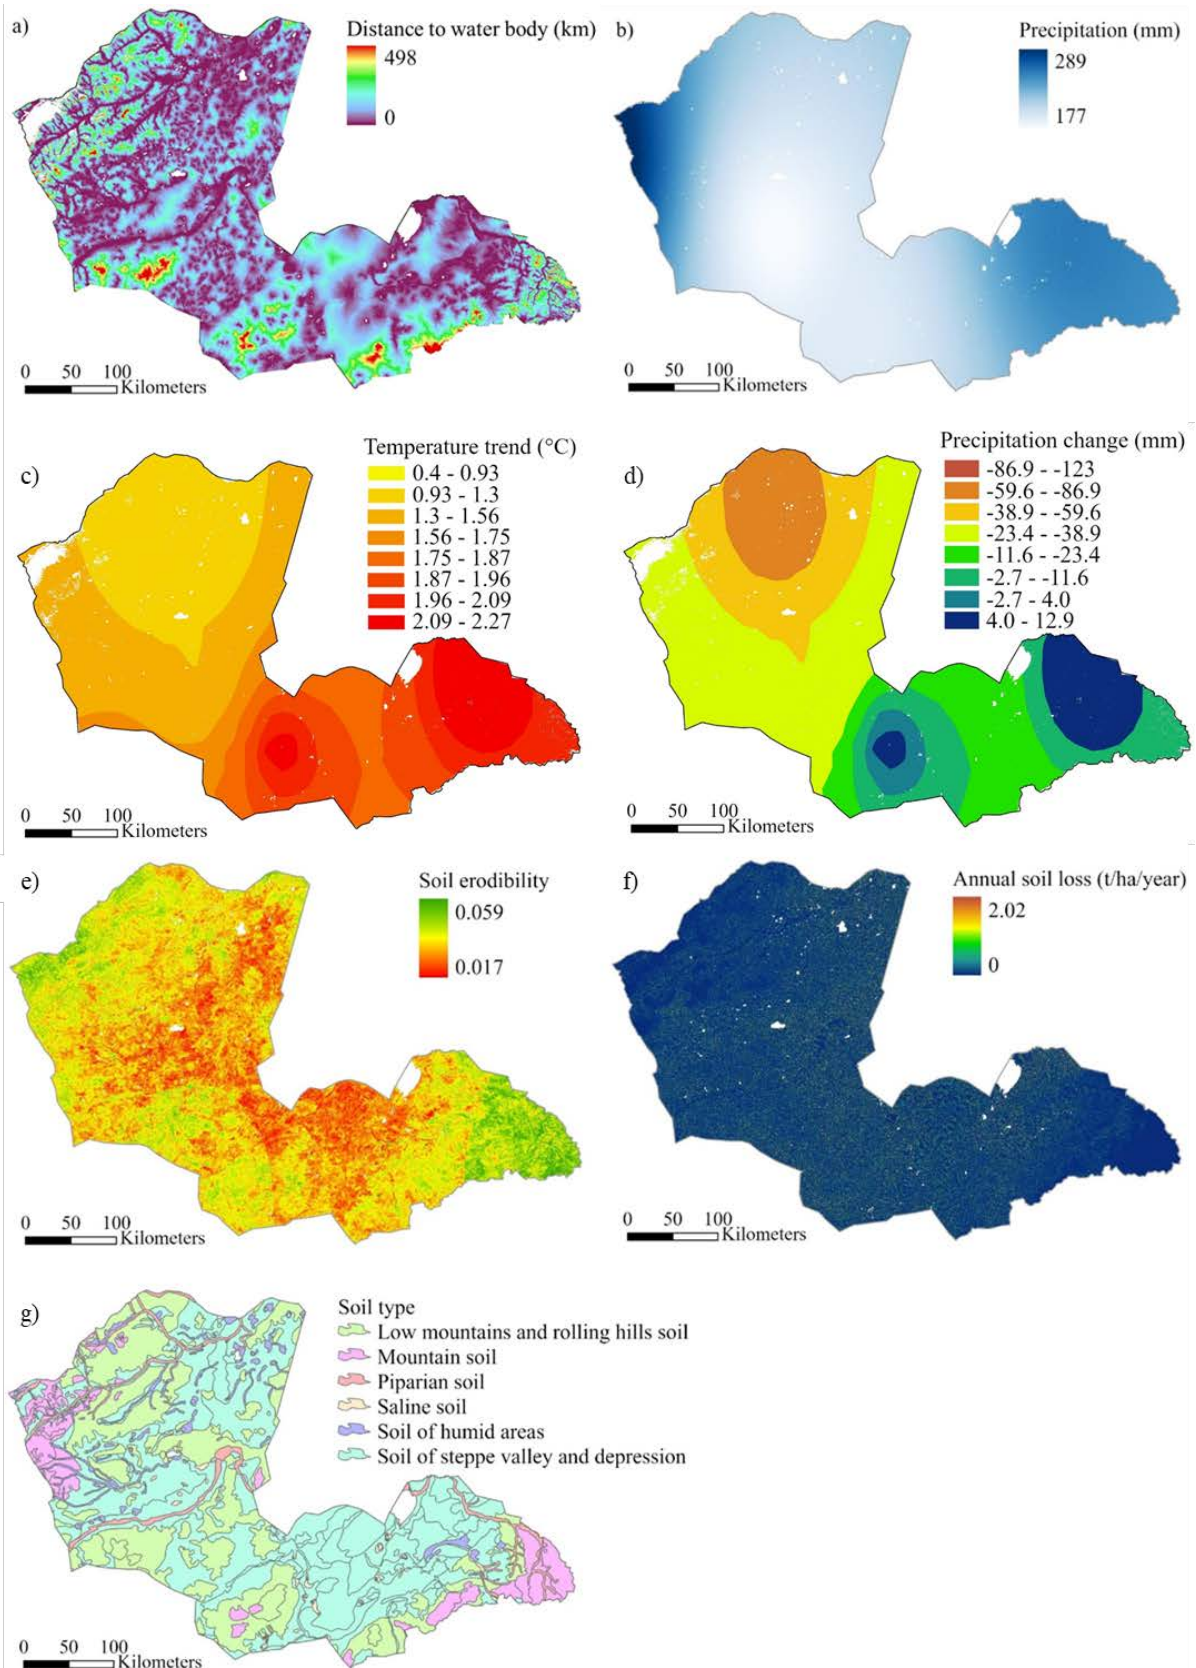 a)
Distance to water body (km)
498
0
0 50 100
Kilometers
b)
Precipitation (mm)
289
177
0 50 100
Kilometers
c)
Temperature trend (°C)
0.4 - 0.93
0.93 - 1.3
1.3 - 1.56
1.56 - 1.75
1.75 - 1.87
1.87 - 1.96
1.96 - 2.09
2.09 - 2.27
0 50 100
Kilometers
d)
Precipitation change (mm)
-86.9 - -123
-59.6 - -86.9
-38.9 - -59.6
-23.4 - -38.9
-11.6 - -23.4
-2.7 - -11.6
-2.7 - 4.0
4.0 - 12.9
0 50 100
Kilometers
e)
Soil erodibility
0.059
0.017
0 50 100
Kilometers
f)
Annual soil loss (t/ha/year)
2.02
0
0 50 100
Kilometers
g)
Soil type
Low mountains and rolling hills soil
Mountain soil
Piparian soil
Saline soil
Soil of humid areas
Soil of steppe valley and depression
0 50 100
Kilometers